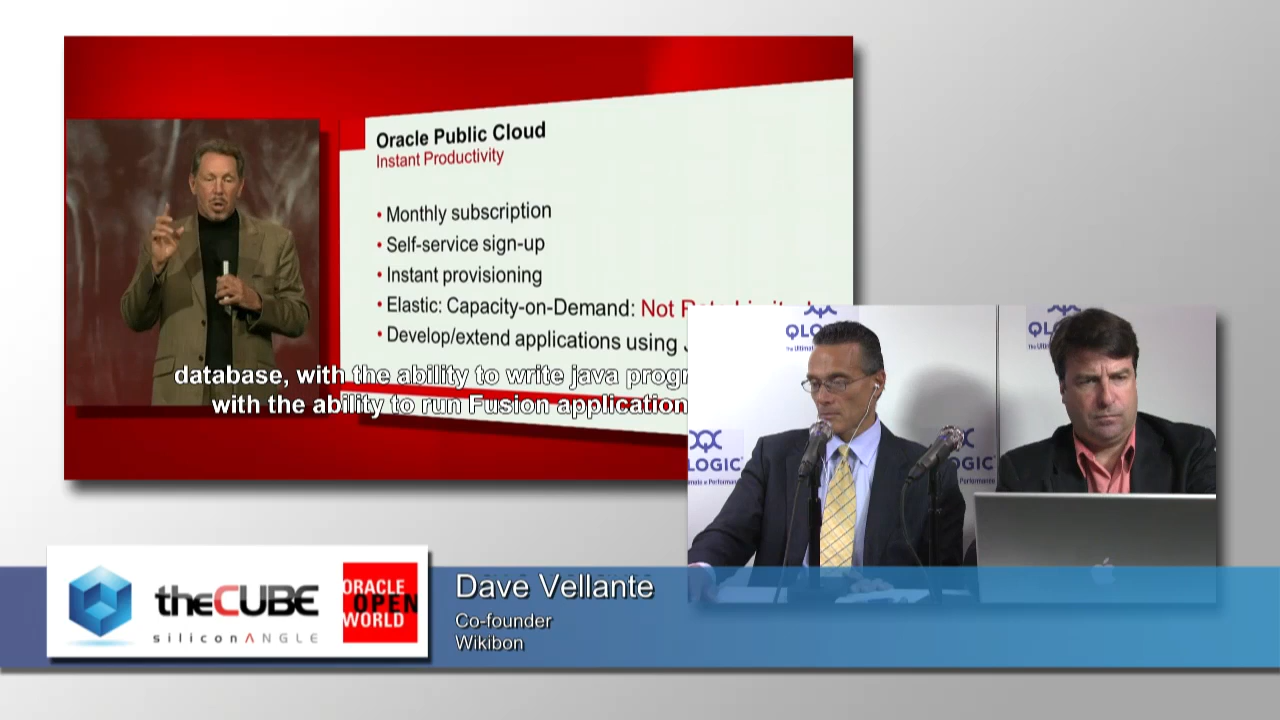 Oracle Public Cloud
Instant Productivity
• Monthly subscription
• Self-service sign-up
• Instant provisioning
• Elastic: Capacity-on-Demand: Not
• Develop/extend applications using
database, with the ability to write java
with the ability to run Fusion application
QLOGIC
LOGIC
theCUBE
siliconANGLE
ORACLE
OPEN
WORLD
Dave Vellante
Co-founder
Wikibon